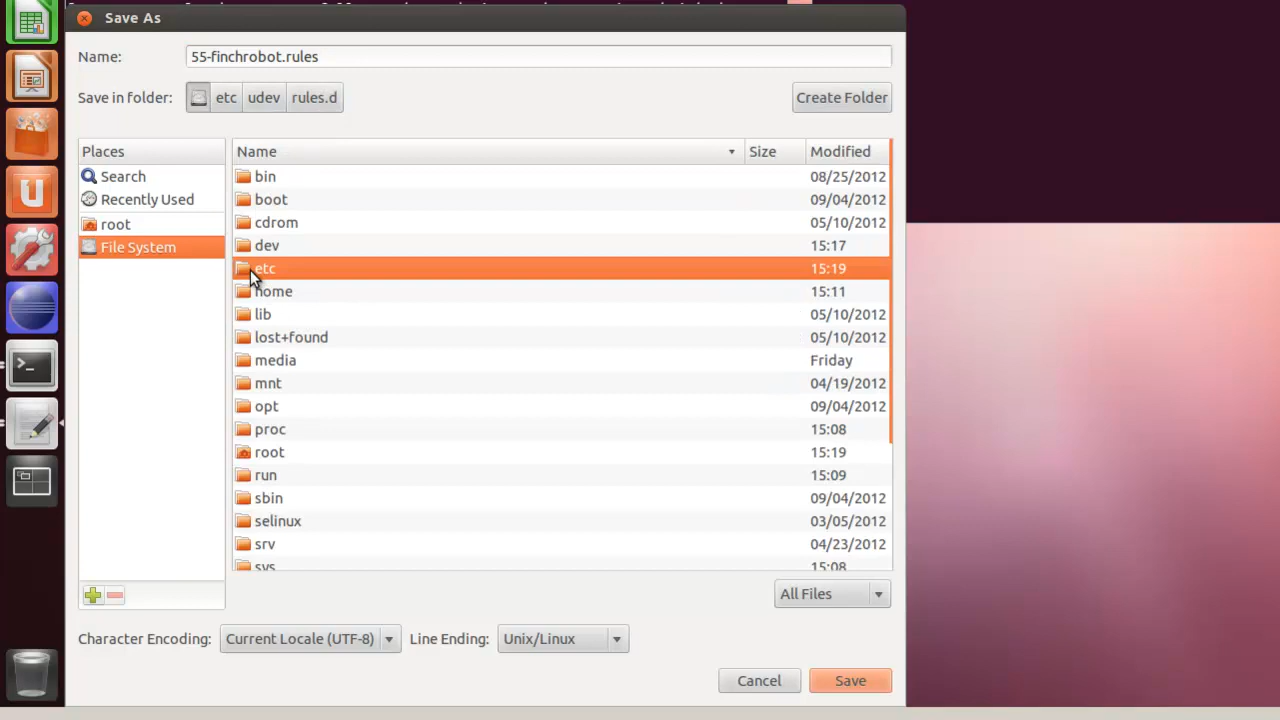 Save As
Name: 55-finchrobot.rules
Save in folder: etc udev rules.d Create Folder
Places
Search
Recently Used
root
File System
Name Size Modified
bin 08/25/2012
boot 09/04/2012
cdrom 05/10/2012
dev 15:17
etc 15:19
home 15:11
lib 05/10/2012
lost+found 05/10/2012
media Friday
mnt 04/19/2012
opt 09/04/2012
proc 15:08
root 15:19
run 15:09
sbin 09/04/2012
selinux 03/05/2012
srv 04/23/2012
sys 15:08
All Files
Character Encoding: Current Locale (UTF-8) Line Ending: Unix/Linux
Cancel Save